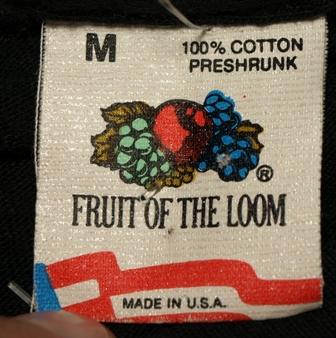 M
100% COTTON
PRESHRUNK
®
FRUIT OF THE LOOM
MADE IN U.S.A.